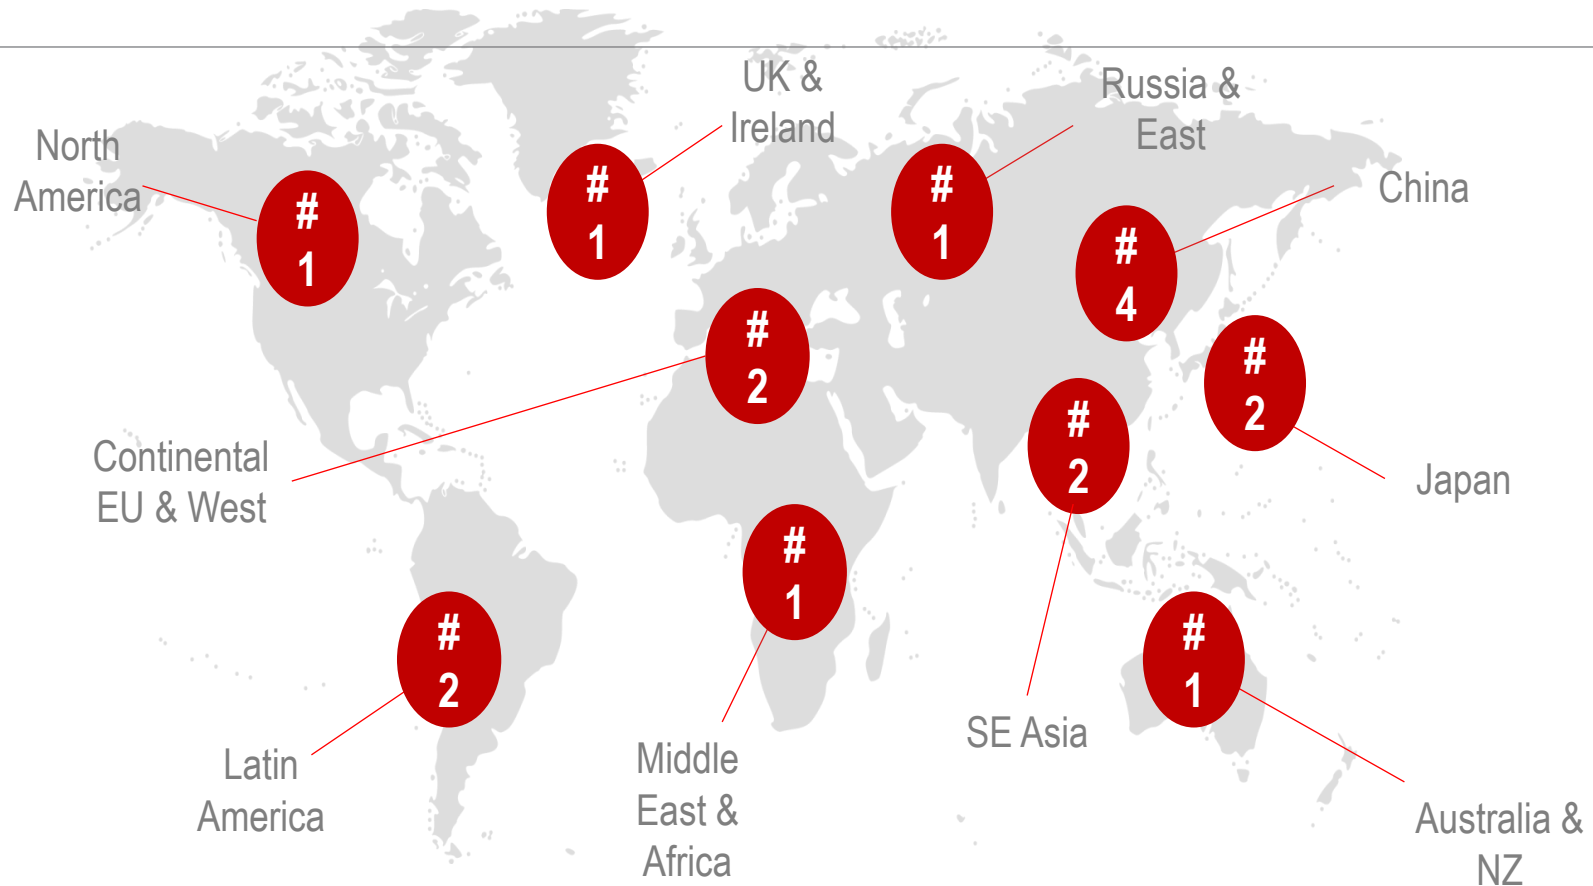 UK &
Ireland
Russia &
East
North
America
China
#
1
#
1
#
1
#
4
#
2
#
2
#
2
Continental
EU & West
Japan
#
1
#
2
#
1
SE Asia
Latin
America
Middle
East &
Africa
Australia &
NZ